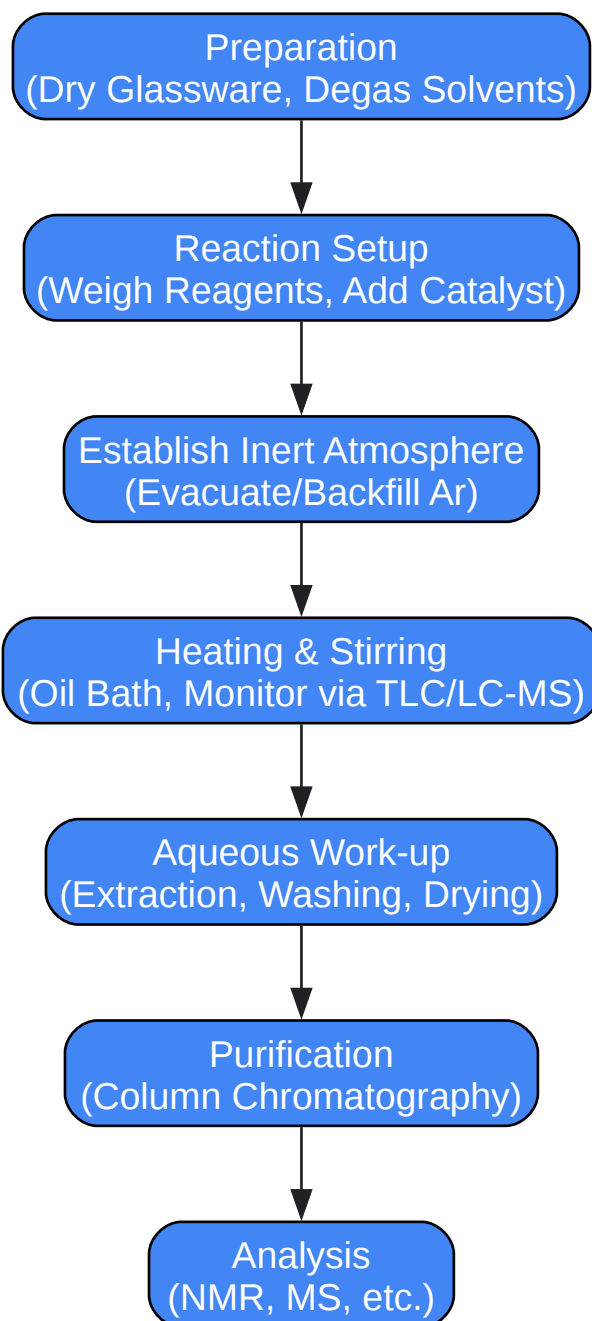 Preparation
(Dry Glassware, Degas Solvents)
Reaction Setup
(Weigh Reagents, Add Catalyst)
Establish Inert Atmosphere
(Evacuate/Backfill Ar)
Heating & Stirring
(Oil Bath, Monitor via TLC/LC-MS)
Aqueous Work-up
(Extraction, Washing, Drying)
Purification
(Column Chromatography)
Analysis
(NMR, MS, etc.)